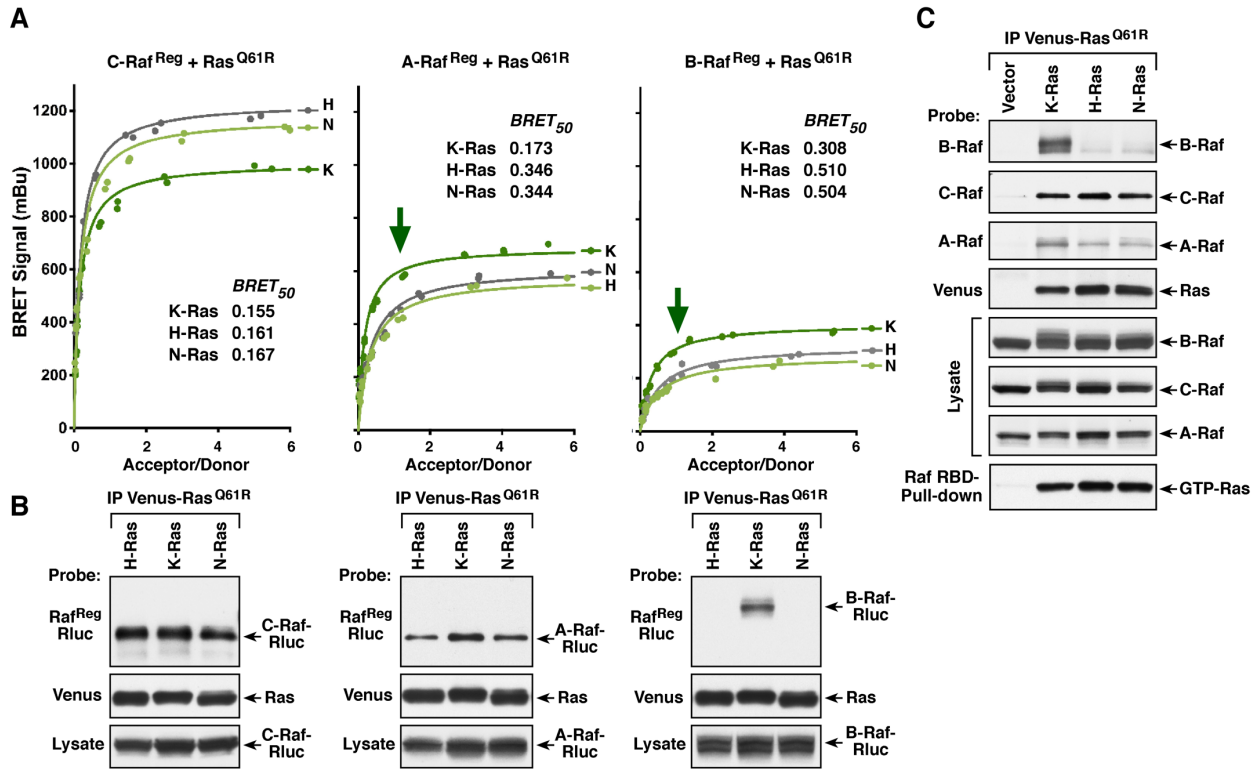 A
C-Raf Reg + Ras Q61R
BRET Signal (mBu)
1200
1000
800
600
400
200
0
0 2 4 6
Acceptor/Donor
H
N
K
BRET50
K-Ras 0.155
H-Ras 0.161
N-Ras 0.167
A-Raf Reg + Ras Q61R
BRET50
K-Ras 0.173
H-Ras 0.346
N-Ras 0.344
K
N
H
0 2 4 6
Acceptor/Donor
B-Raf Reg + Ras Q61R
BRET50
K-Ras 0.308
H-Ras 0.510
N-Ras 0.504
K
H
N
0 2 4 6
Acceptor/Donor
B
IP Venus-Ras Q61R
H-Ras K-Ras N-Ras
Probe:
Raf Reg
Rluc
C-Raf-
Rluc
Venus
Ras
Lysate
C-Raf-
Rluc
IP Venus-Ras Q61R
H-Ras K-Ras N-Ras
Probe:
Raf Reg
Rluc
A-Raf-
Rluc
Venus
Ras
Lysate
A-Raf-
Rluc
IP Venus-Ras Q61R
H-Ras K-Ras N-Ras
Probe:
Raf Reg
Rluc
B-Raf-
Rluc
Venus
Ras
Lysate
B-Raf-
Rluc
C
IP Venus-Ras Q61R
Vector K-Ras H-Ras N-Ras
Probe:
B-Raf B-Raf
C-Raf C-Raf
A-Raf A-Raf
Venus Ras
Lysate
B-Raf
C-Raf
A-Raf
Raf RBD-
Pull-down
GTP-Ras